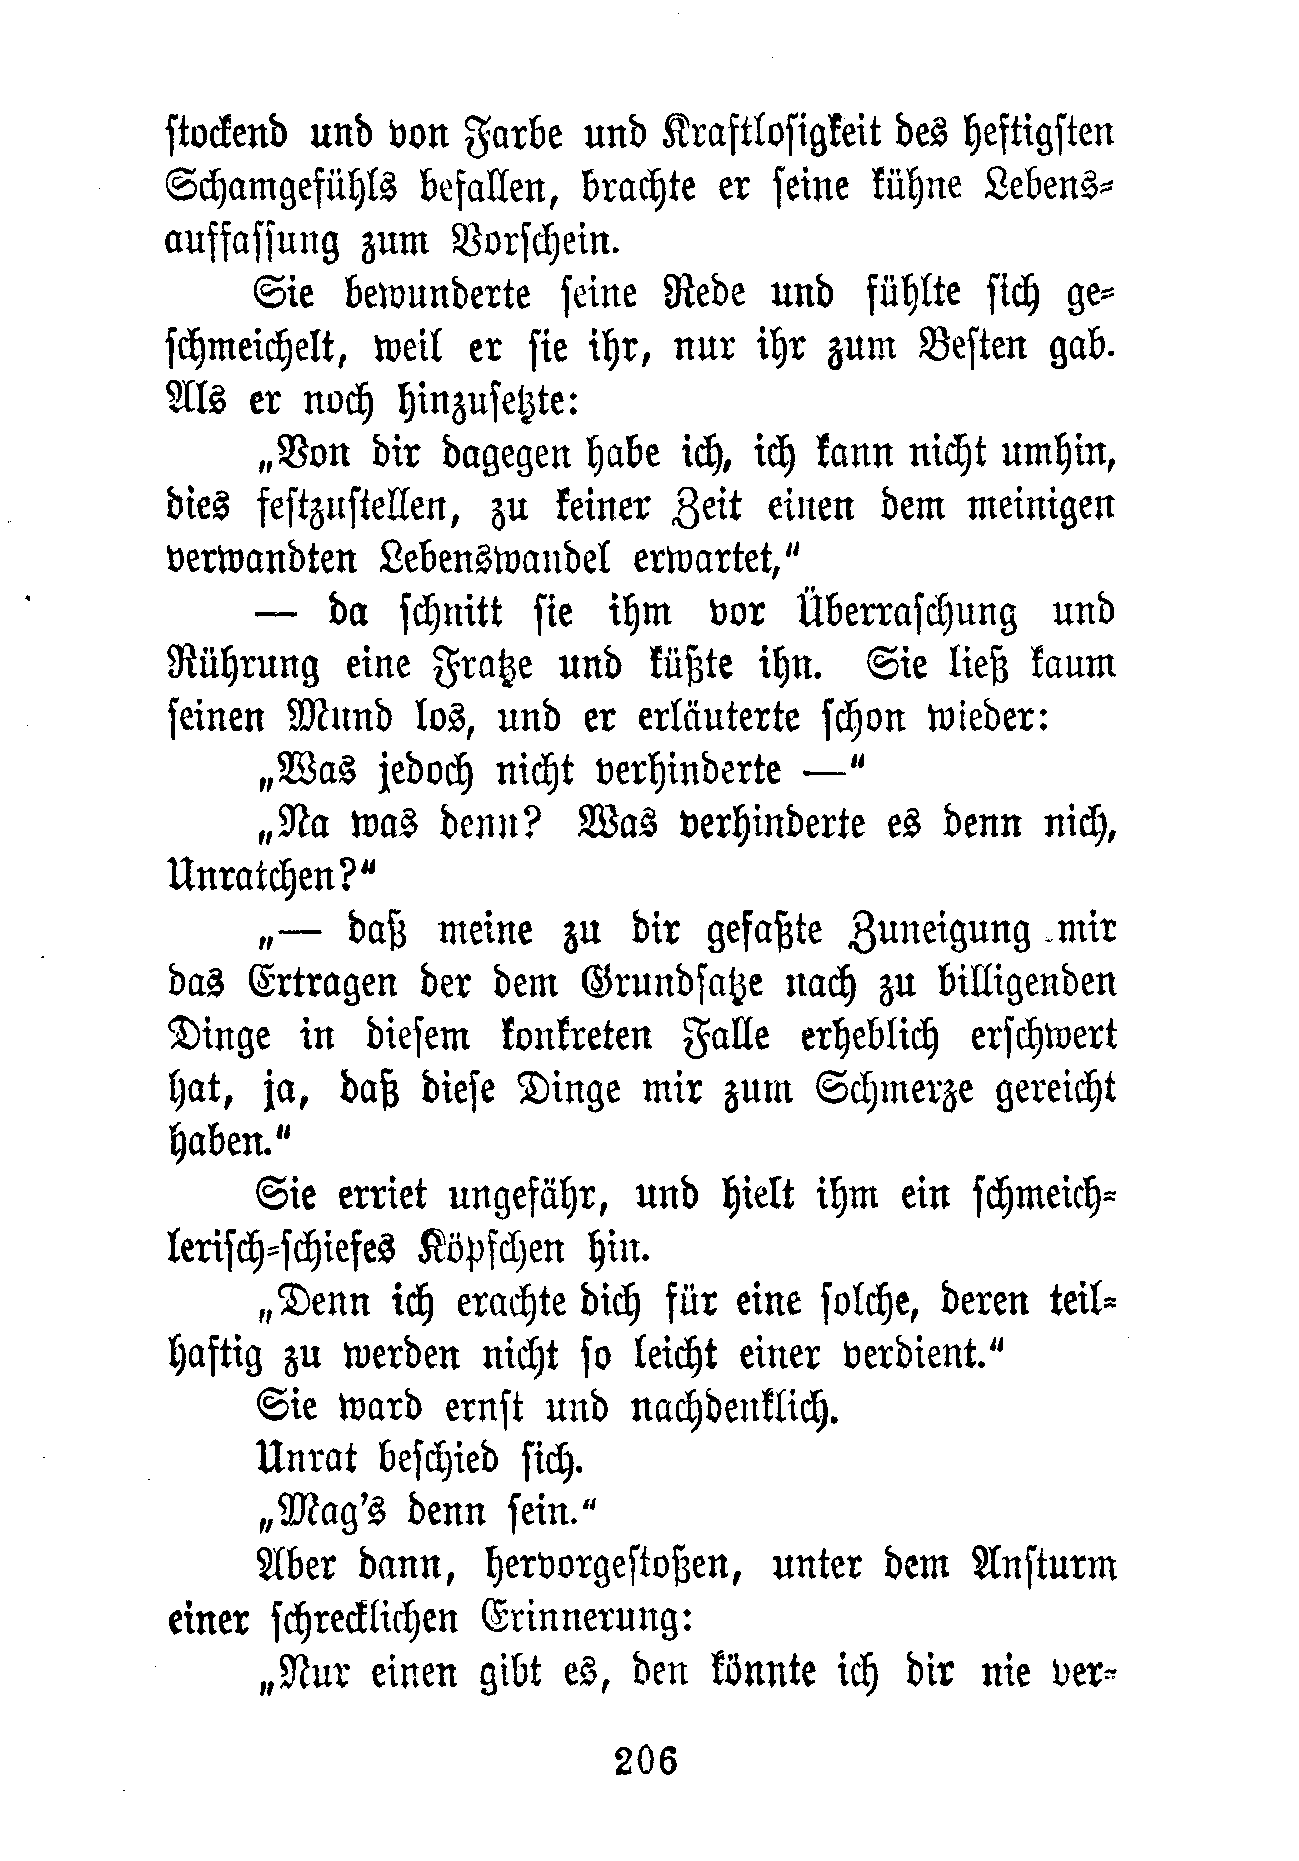 stockend und von Farbe und Kraftlosigkeit des heftigsten
Schamgefühls befallen, brachte er seine kühne Lebens-
auffassung zum Vorschein.
Sie bewunderte seine Rede und fühlte sich ge-
schmeichelt, weil er sie ihr, nur ihr zum Besten gab.
Als er noch hinzusetzte:
„Von dir dagegen habe ich, ich kann nicht umhin,
dies festzustellen, zu keiner Zeit einen dem meinigen
verwandten Lebenswandel erwartet,“
— da schnitt sie ihm vor Überraschung und
Rührung eine Fratze und küßte ihn. Sie ließ kaum
seinen Mund los, und er erläuterte schon wieder:
„Was jedoch nicht verhinderte —“
„Na was denn? Was verhinderte es denn nich,
Unratchen?“
„— daß meine zu dir gefaßte Zuneigung mir
das Ertragen der dem Grundsatze nach zu billigenden
Dinge in diesem konkreten Falle erheblich erschwert
hat, ja, daß diese Dinge mir zum Schmerze gereicht
haben.“
Sie erriet ungefähr, und hielt ihm ein schmeich-
lerisch-schiefes Köpfchen hin.
„Denn ich erachte dich für eine solche, deren teil-
haftig zu werden nicht so leicht einer verdient.“
Sie ward ernst und nachdenklich.
Unrat beschied sich.
„Mag's denn sein.“
Aber dann, hervorgestoßen, unter dem Ansturm
einer schrecklichen Erinnerung:
„Nur einen gibt es, den könnte ich dir nie ver-
206